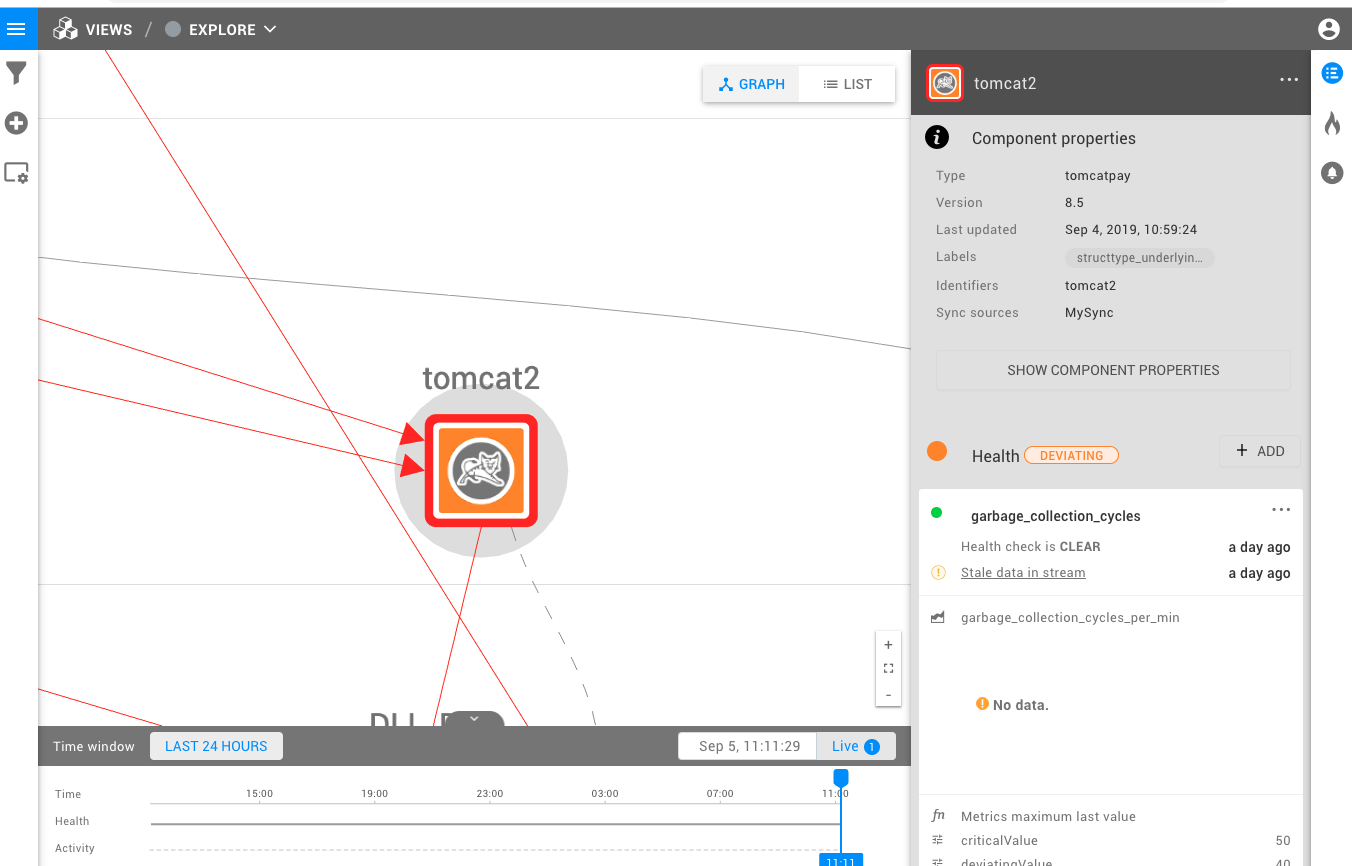 VIEWS / EXPLORE
GRAPH LIST
tomcat2
DLL
Time window LAST 24 HOURS Sep 5, 11:11:29 Live 1
Time 15:00 19:00 23:00 03:00 07:00 11:00
Health
Activity
11:11
tomcat2
Component properties
Type tomcatpay
Version 8.5
Last updated Sep 4, 2019, 10:59:24
Labels structtype_underlyin...
Identifiers tomcat2
Sync sources MySync
SHOW COMPONENT PROPERTIES
Health DEVIATING + ADD
garbage_collection_cycles
Health check is CLEAR a day ago
Stale data in stream a day ago
garbage_collection_cycles_per_min
No data.
fn Metrics maximum last value
criticalValue 50
deviatingValue 40